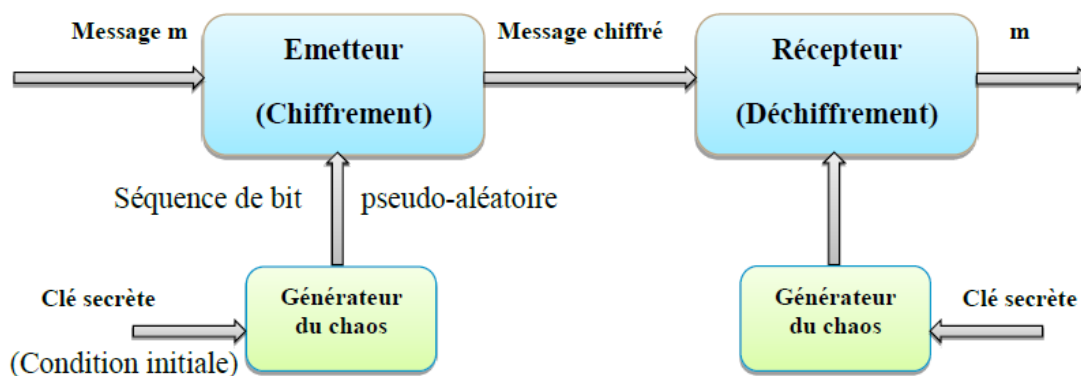 Message m
Emetteur
(Chiffrement)
Message chiffré
Récepteur
(Déchiffrement)
m
Séquence de bit pseudo-aléatoire
Clé secrète
(Condition initiale)
Générateur
du chaos
Générateur
du chaos
Clé secrète